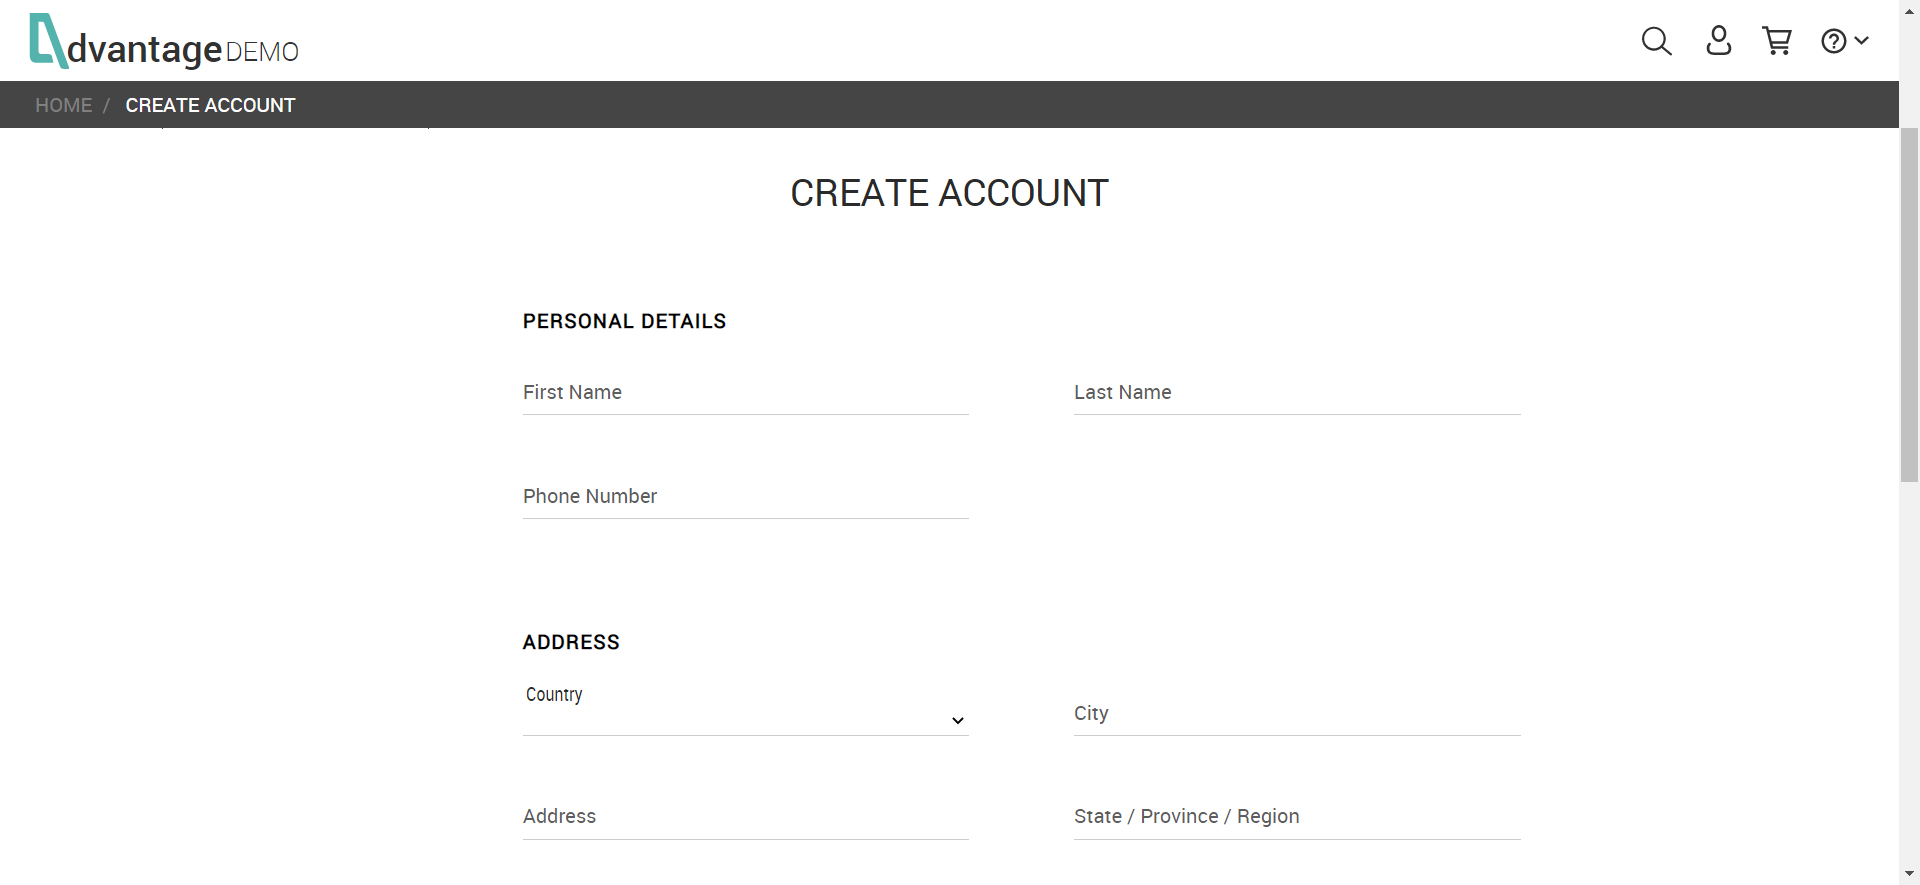 dvantage DEMO
HOME / CREATE ACCOUNT
CREATE ACCOUNT
PERSONAL DETAILS
First Name
Last Name
Phone Number
ADDRESS
Country
City
Address
State / Province / Region